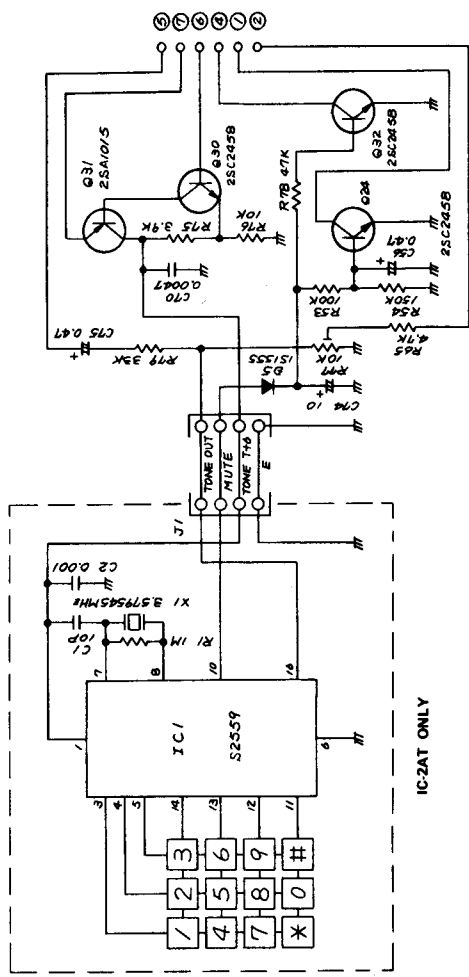 ⑤
⑦
⑥
④
①
②
Q31
2SA1015
Q30
2SC2458
R75 3.9K
R76
10K
C70
0.0047
R78 47K
Q32
2SC2458
Q24
2SC2458
C56
0.47
+
R53
100K
R54
150K
R65
4.7K
C75 0.47
+
R79 33K
R77
10K
D5
1S1555
C74 10
+
J1
TONE OUT
MUTE
TONE T+6
E
C2 0.001
C1
10P
X1 3.579545MHz
R1 1M
IC1
S2559
1
7
8
10
16
6
3
4
5
14
13
12
11
1 2 3
4 5 6
7 8 9
* 0 #
IC-2AT ONLY